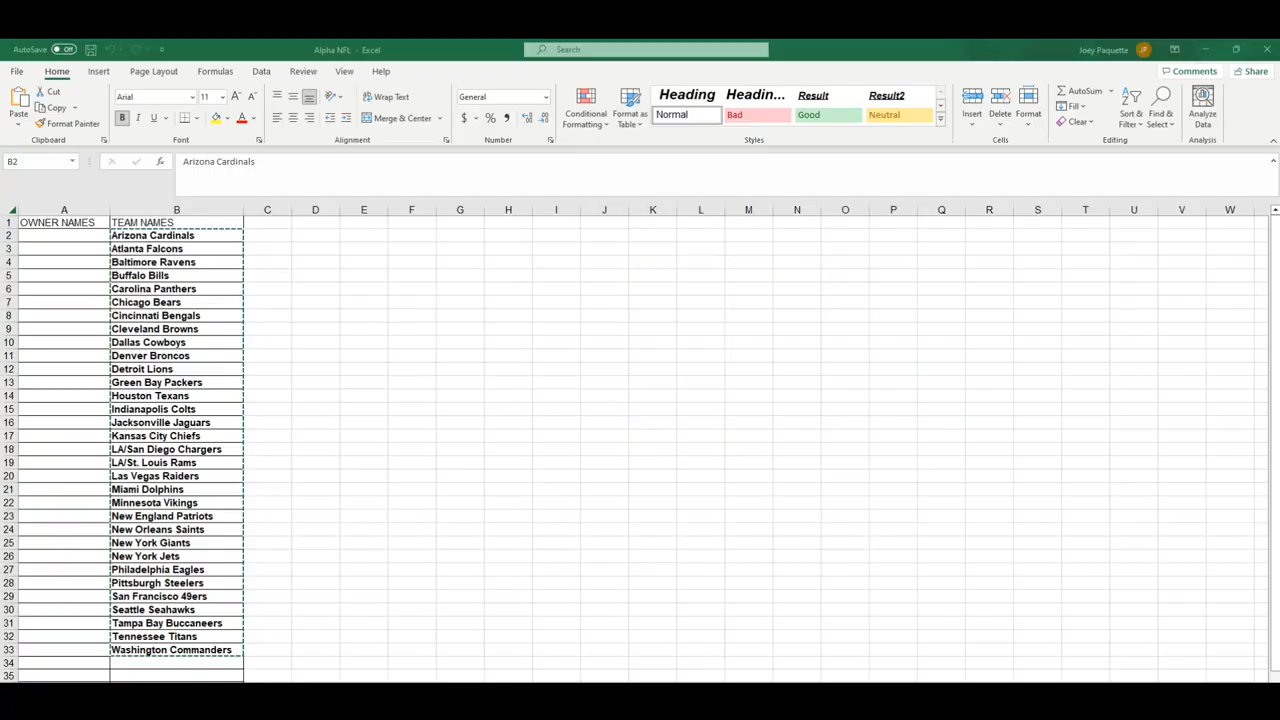 AutoSave Off Alpha NFL - Excel Search Joey Paquette JP
File Home Insert Page Layout Formulas Data Review View Help Comments Share
Paste Cut Copy Format Painter Clipboard
Arial 11 A A B I U A Font
Wrap Text Merge & Center Alignment
General $ % , Number
Conditional Formatting Format as Table Heading Headin... Result Result2 Normal Bad Good Neutral Styles
Insert Delete Format Cells
AutoSum Fill Clear Sort & Filter Find & Select Editing
Analyze Data Analysis
B2 fx Arizona Cardinals
A B C D E F G H I J K L M N O P Q R S T U V W
1 OWNER NAMES TEAM NAMES
2 Arizona Cardinals
3 Atlanta Falcons
4 Baltimore Ravens
5 Buffalo Bills
6 Carolina Panthers
7 Chicago Bears
8 Cincinnati Bengals
9 Cleveland Browns
10 Dallas Cowboys
11 Denver Broncos
12 Detroit Lions
13 Green Bay Packers
14 Houston Texans
15 Indianapolis Colts
16 Jacksonville Jaguars
17 Kansas City Chiefs
18 LA/San Diego Chargers
19 LA/St. Louis Rams
20 Las Vegas Raiders
21 Miami Dolphins
22 Minnesota Vikings
23 New England Patriots
24 New Orleans Saints
25 New York Giants
26 New York Jets
27 Philadelphia Eagles
28 Pittsburgh Steelers
29 San Francisco 49ers
30 Seattle Seahawks
31 Tampa Bay Buccaneers
32 Tennessee Titans
33 Washington Commanders
34
35